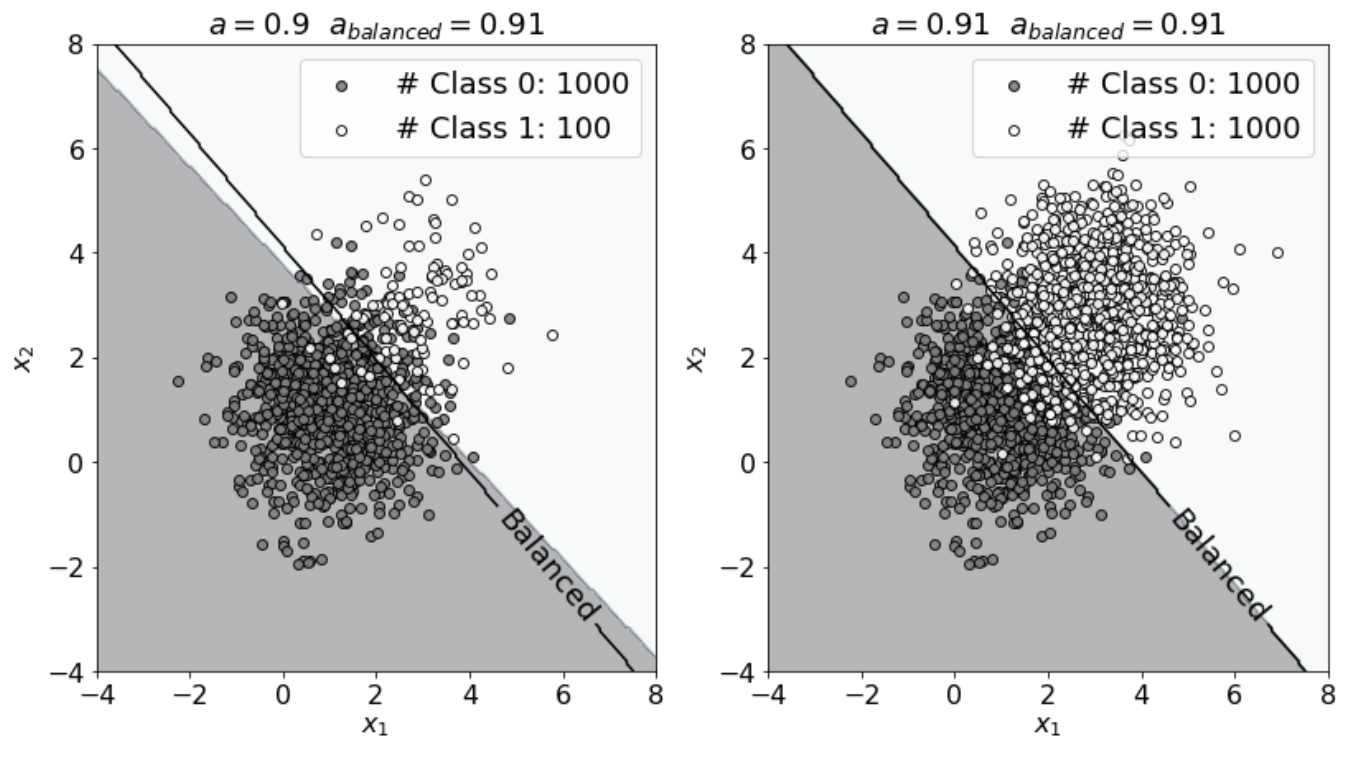 a = 0.9 a_balanced = 0.91
8
6
4
2
0
−2
−4
x₂
# Class 0: 1000
# Class 1: 100
Balanced
−4 −2 0 2 4 6 8
x₁
a = 0.91 a_balanced = 0.91
8
6
4
2
0
−2
−4
x₂
# Class 0: 1000
# Class 1: 1000
Balanced
−4 −2 0 2 4 6 8
x₁